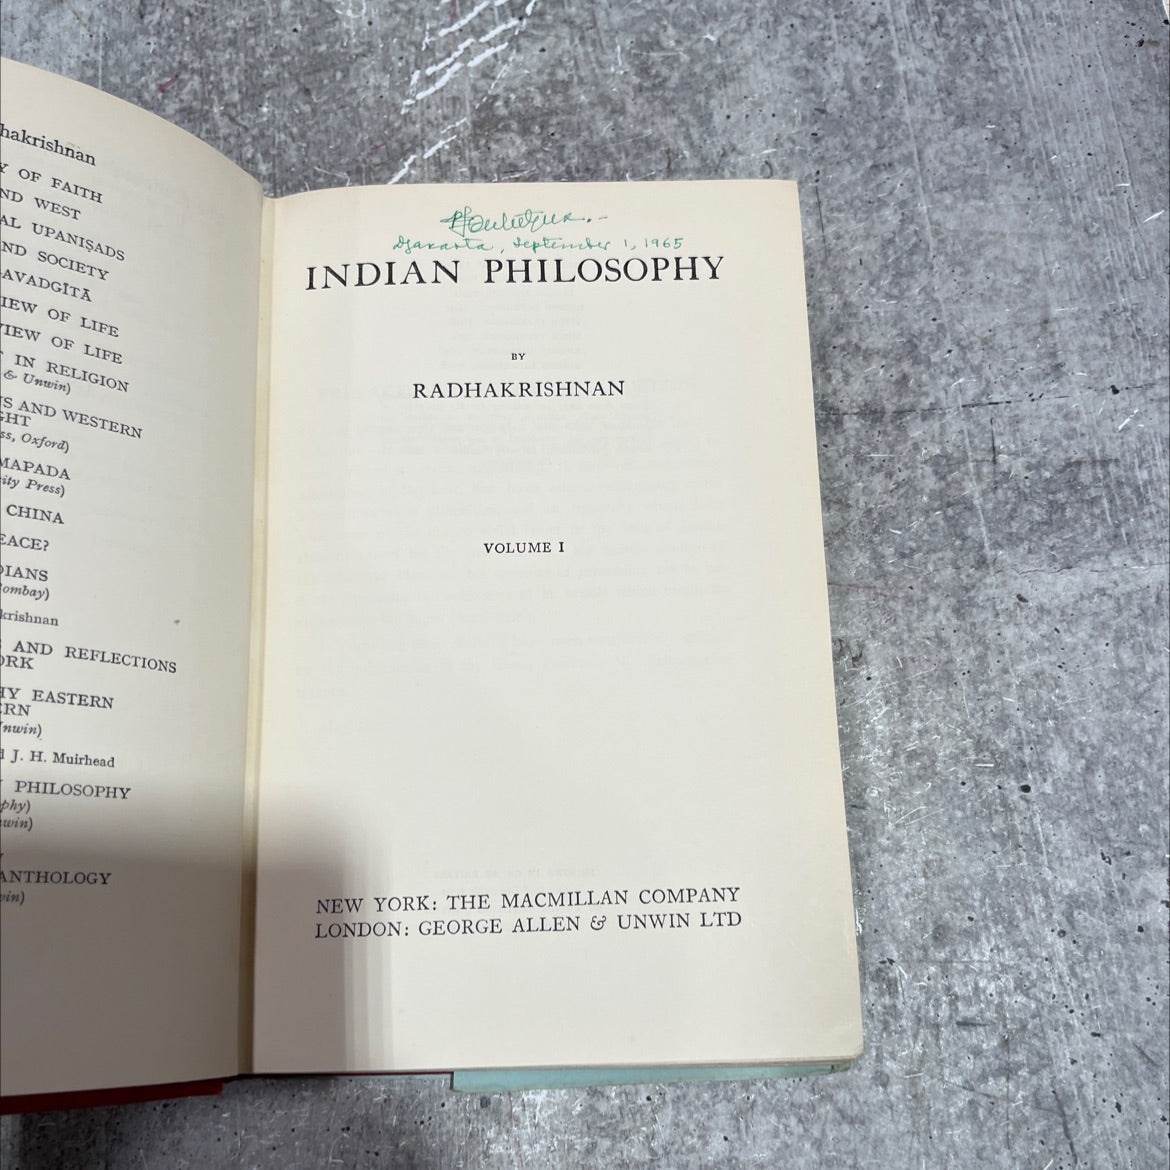 hakrishnan
Y OF FAITH
ND WEST
AL UPANIṢADS
ND SOCIETY
AVADGĪTĀ
IEW OF LIFE
VIEW OF LIFE
T IN RELIGION
& Unwin)
S AND WESTERN
GHT
ss, Oxford)
MAPADA
ity Press)
CHINA
EACE?
DIANS
Bombay)
krishnan
AND REFLECTIONS
ORK
HY EASTERN
ERN
Unwin)
d J. H. Muirhead
PHILOSOPHY
phy)
nwin)
Y
ANTHOLOGY
win)
Djakarta, September 1, 1965
INDIAN PHILOSOPHY
BY
RADHAKRISHNAN
VOLUME I
NEW YORK: THE MACMILLAN COMPANY
LONDON: GEORGE ALLEN & UNWIN LTD